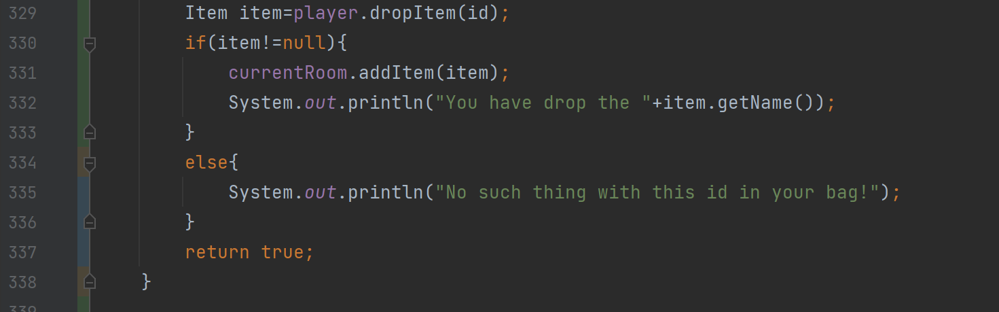 329 Item item=player.dropItem(id);
330 if(item!=null){
331 currentRoom.addItem(item);
332 System.out.println("You have drop the "+item.getName());
333 }
334 else{
335 System.out.println("No such thing with this id in your bag!");
336 }
337 return true;
338 }
339